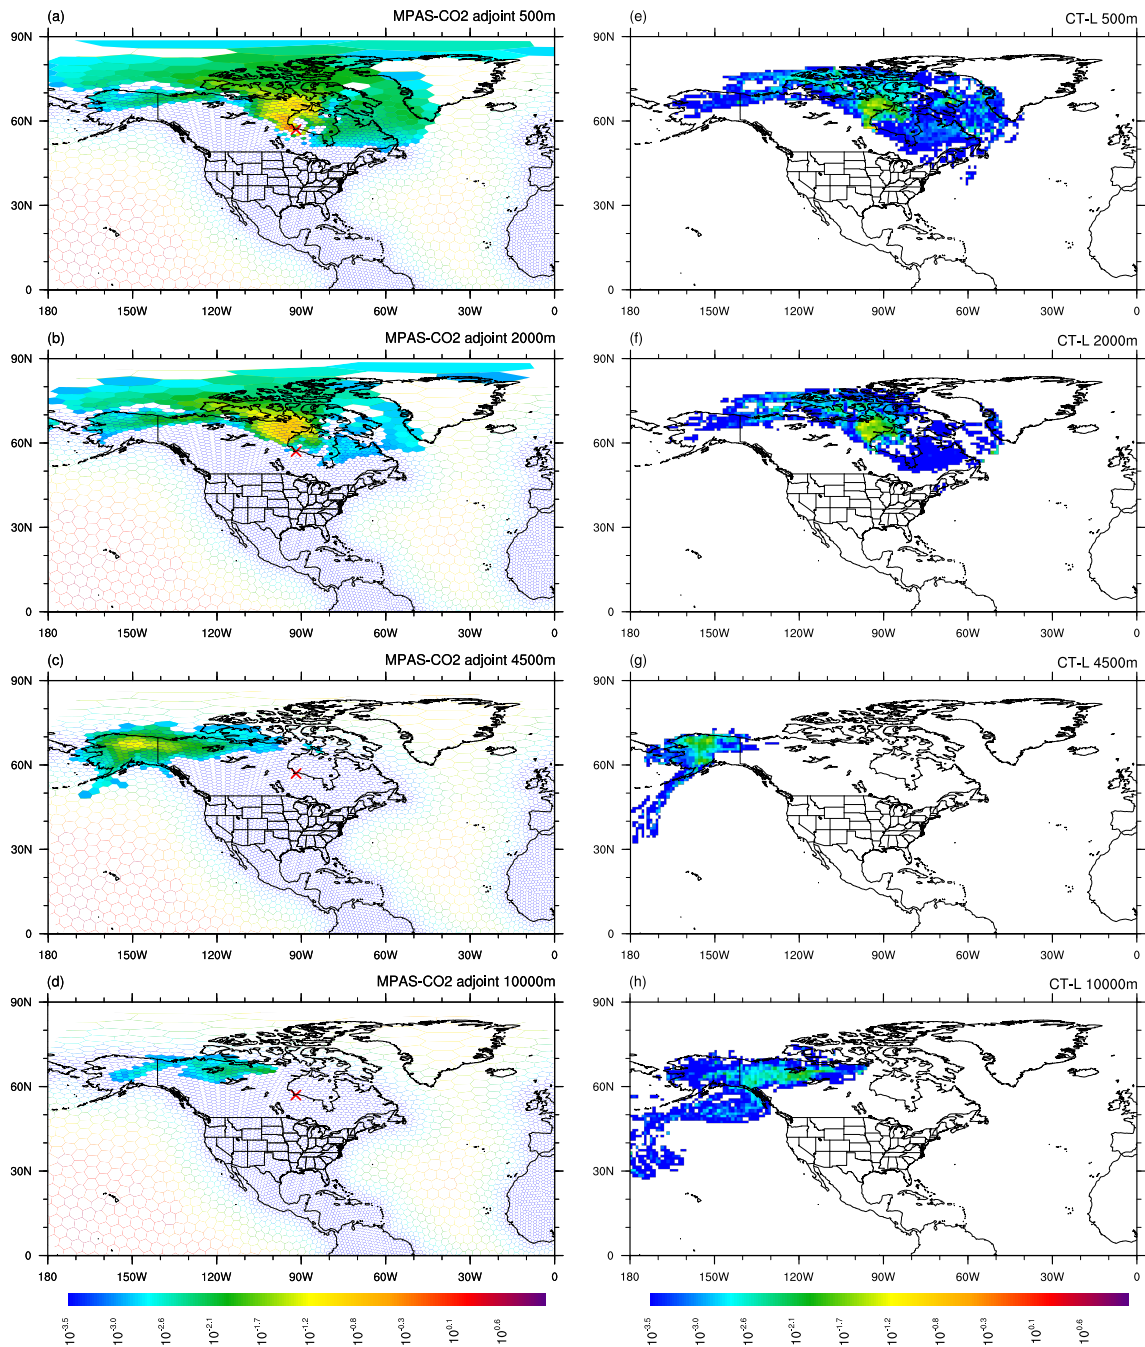 (a) MPAS-CO2 adjoint 500m
90N
60N
30N
0
180 150W 120W 90W 60W 30W 0
(e) CT-L 500m
90N
60N
30N
0
180 150W 120W 90W 60W 30W 0
(b) MPAS-CO2 adjoint 2000m
90N
60N
30N
0
180 150W 120W 90W 60W 30W 0
(f) CT-L 2000m
90N
60N
30N
0
180 150W 120W 90W 60W 30W 0
(c) MPAS-CO2 adjoint 4500m
90N
60N
30N
0
180 150W 120W 90W 60W 30W 0
(g) CT-L 4500m
90N
60N
30N
0
180 150W 120W 90W 60W 30W 0
(d) MPAS-CO2 adjoint 10000m
90N
60N
30N
0
180 150W 120W 90W 60W 30W 0
(h) CT-L 10000m
90N
60N
30N
0
180 150W 120W 90W 60W 30W 0
10^-3.5 10^-3.0 10^-2.6 10^-2.1 10^-1.7 10^-1.2 10^-0.8 10^-0.3 10^0.1 10^0.6
10^-3.5 10^-3.0 10^-2.6 10^-2.1 10^-1.7 10^-1.2 10^-0.8 10^-0.3 10^0.1 10^0.6